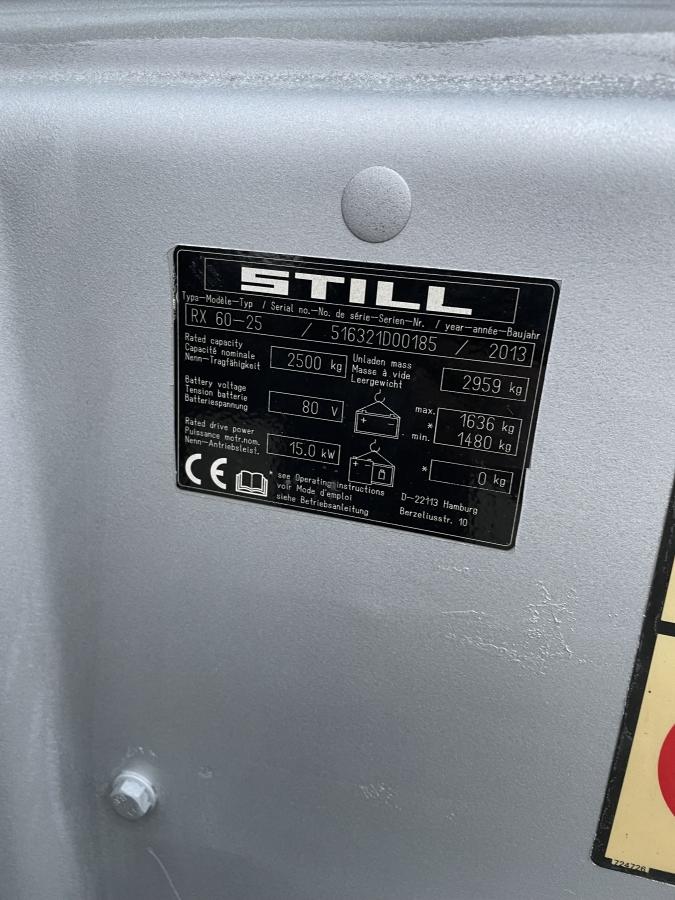 STILL
Type-Modèle-Typ / Serial no.-No. de série-Serien-Nr. / year-année-Baujahr
RX 60-25 / 516321D00185 / 2013
Rated capacity
Capacité nominale
Nenn-Tragfähigkeit
2500 kg
Unladen mass
Masse à vide
Leergewicht
2959 kg
Battery voltage
Tension batterie
Batteriespannung
80 V
+ -
max.
*
min.
1636 kg
1480 kg
Rated drive power
Puissance motr.nom.
Nenn-Antriebsleist.
15.0 kW
+ -
* 0 kg
CE
* see Operating instructions
voir Mode d'emploi
siehe Betriebsanleitung
D-22113 Hamburg
Berzeliusstr. 10
724726